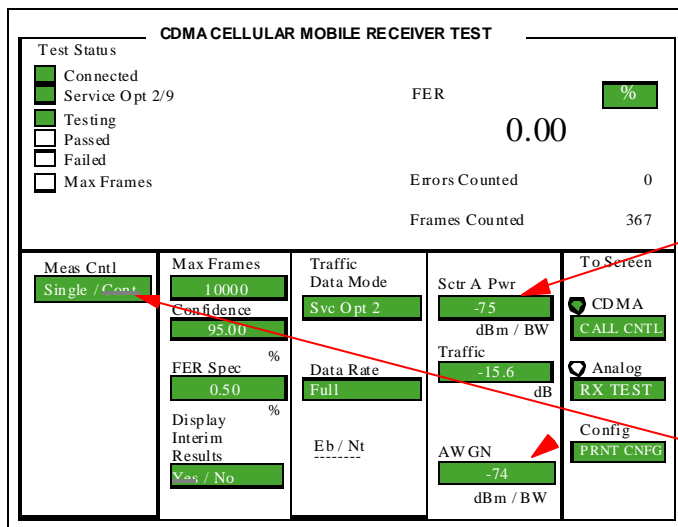 CDMA CELLULAR MOBILE RECEIVER TEST
Test Status
Connected
Service Opt 2/9
Testing
Passed
Failed
Max Frames
FER
%
0.00
Errors Counted 0
Frames Counted 367
Meas Cntl
Single / Cont
Max Frames
10000
Confidence
95.00
%
FER Spec
0.50
%
Display
Interim
Results
Yes / No
Traffic
Data Mode
Svc Opt 2
Data Rate
Full
Eb / Nt
Sctr A Pwr
-75
dBm / BW
Traffic
-15.6
dB
AWGN
-74
dBm / BW
To Screen
CDMA
CALL CNTL
Analog
RX TEST
Config
PRNT CNFG